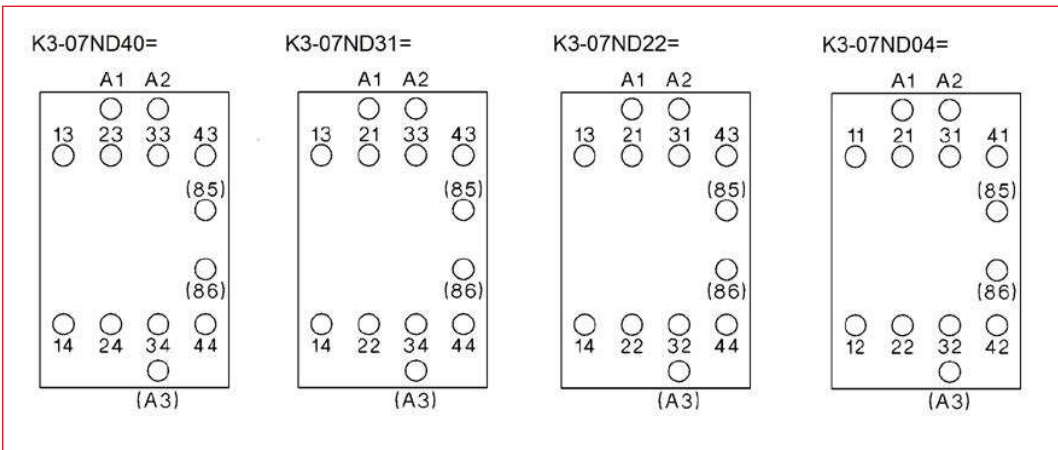 K3-07ND40= K3-07ND31= K3-07ND22= K3-07ND04=
A1 A2 A1 A2 A1 A2 A1 A2
13 23 33 43 13 21 33 43 13 21 31 43 11 21 31 41
(85) (85) (85) (85)
(86) (86) (86) (86)
14 24 34 44 14 22 34 44 14 22 32 44 12 22 32 42
(A3) (A3) (A3) (A3)